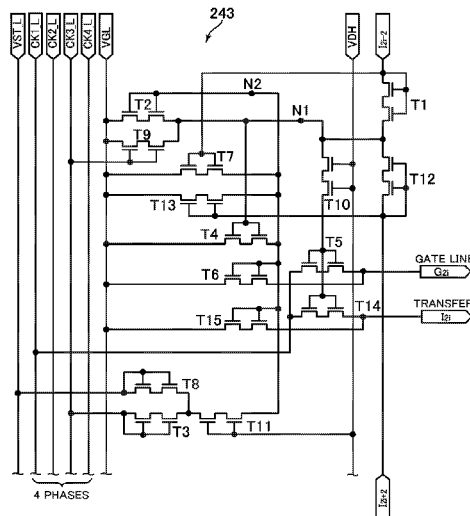 243
VST_L
CK1_L
CK2_L
CK3_L
CK4_L
VGL
VDH
I2i-2
N2
T2
N1
T1
T9
T7
T10
T12
T13
T4
T5
GATE LINE
G2i
T6
T14
TRANSFER
I2i
T15
T8
T3
T11
4 PHASES
I2i+2